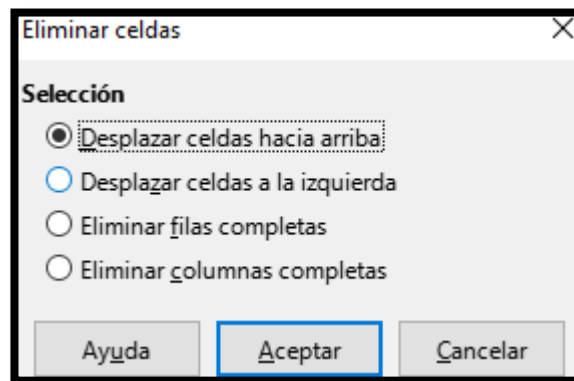 Eliminar celdas
Selección
Desplazar celdas hacia arriba
Desplazar celdas a la izquierda
Eliminar filas completas
Eliminar columnas completas
Ayuda Aceptar Cancelar